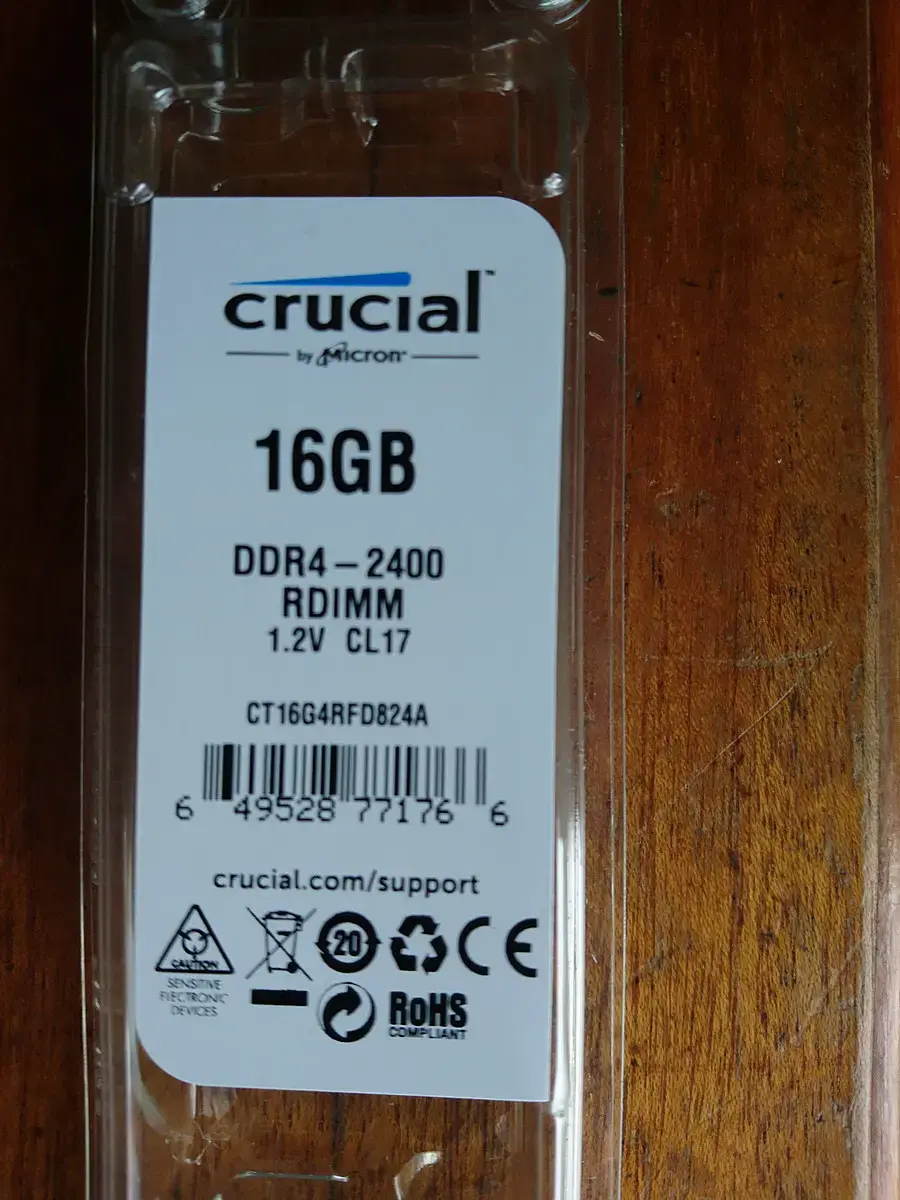 crucial™
by Micron®
16GB
DDR4-2400
RDIMM
1.2V CL17
CT16G4RFD824A
6 49528 77176 6
crucial.com/support
20
CE
CAUTION
SENSITIVE
ELECTRONIC
DEVICES
RoHS
COMPLIANT